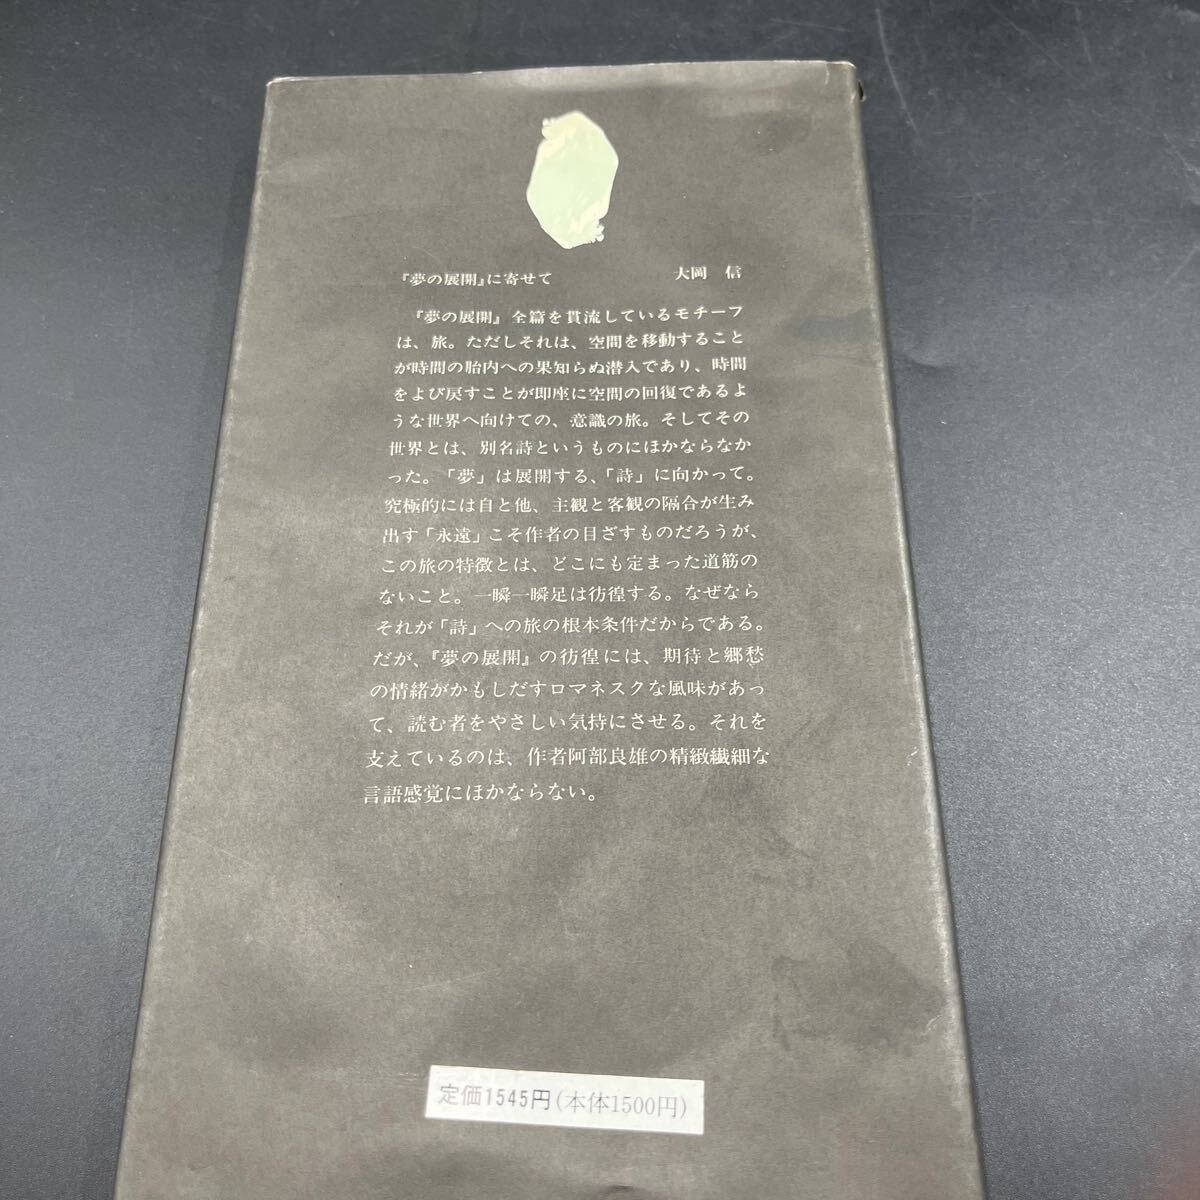 『夢の展開』に寄せて　大岡　信
『夢の展開』全篇を貫流しているモチーフ
は、旅。ただしそれは、空間を移動すること
が時間の胎内への果知らぬ潜入であり、時間
をよび戻すことが即座に空間の回復であるよ
うな世界へ向けての、意識の旅。そしてその
世界とは、別名詩というものにほかならなか
った。「夢」は展開する、「詩」に向かって。
究極的には自と他、主観と客観の隔合が生み
出す「永遠」こそ作者の目ざすものだろうが、
この旅の特徴とは、どこにも定まった道筋の
ないこと。一瞬一瞬足は彷徨する。なぜなら
それが「詩」への旅の根本条件だからである。
だが、『夢の展開』の彷徨には、期待と郷愁
の情緒がかもしだすロマネスクな風味があっ
て、読む者をやさしい気持にさせる。それを
支えているのは、作者阿部良雄の精緻繊細な
言語感覚にほかならない。
定価1545円(本体1500円)